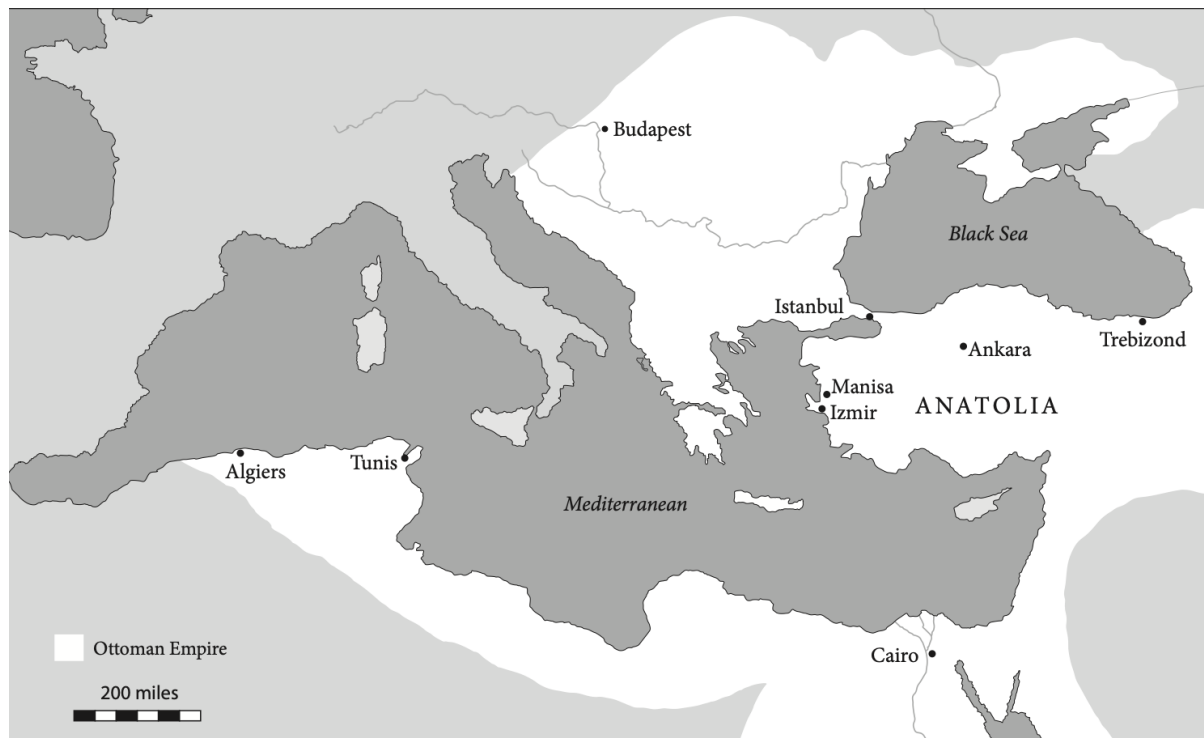 Budapest
Black Sea
Istanbul
Trebizond
Ankara
Manisa
ANATOLIA
Izmir
Algiers
Tunis
Mediterranean
Ottoman Empire
Cairo
200 miles